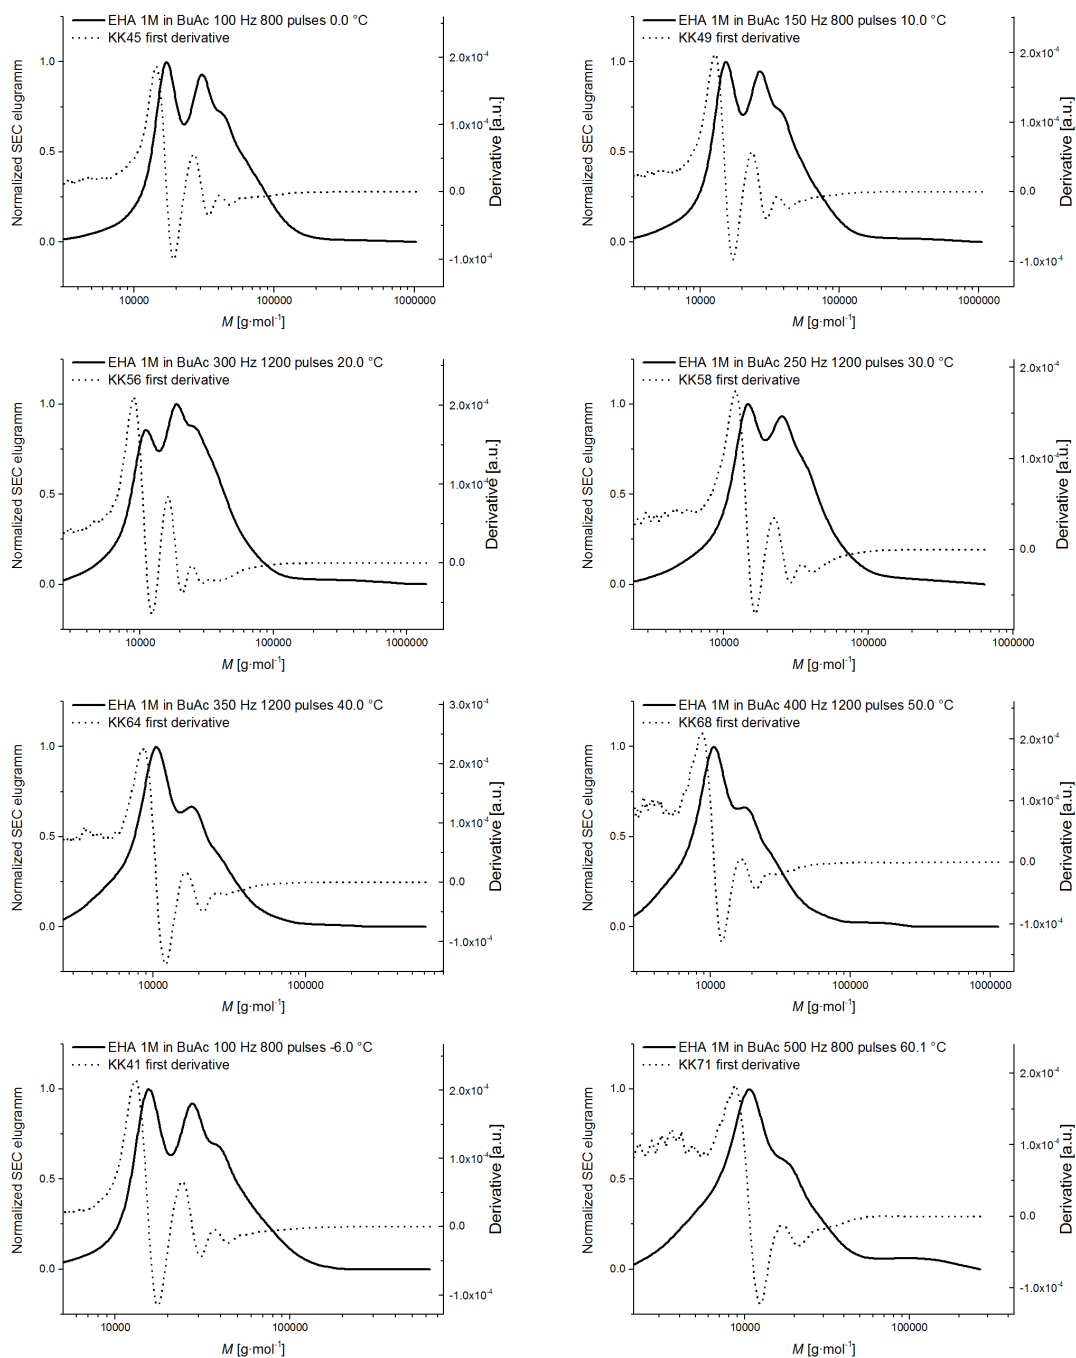 EHA 1M in BuAc 100 Hz 800 pulses 0.0 °C
KK45 first derivative
Normalized SEC elugramm
1.0
0.5
0.0
2.0x10⁻⁴
1.0x10⁻⁴
0.0
-1.0x10⁻⁴
Derivative [a.u.]
10000 100000 1000000
M [g·mol⁻¹]
EHA 1M in BuAc 150 Hz 800 pulses 10.0 °C
KK49 first derivative
Normalized SEC elugramm
1.0
0.5
0.0
2.0x10⁻⁴
1.0x10⁻⁴
0.0
-1.0x10⁻⁴
Derivative [a.u.]
10000 100000 1000000
M [g·mol⁻¹]
EHA 1M in BuAc 300 Hz 1200 pulses 20.0 °C
KK56 first derivative
Normalized SEC elugramm
1.0
0.5
0.0
2.0x10⁻⁴
1.0x10⁻⁴
0.0
Derivative [a.u.]
10000 100000 1000000
M [g·mol⁻¹]
EHA 1M in BuAc 250 Hz 1200 pulses 30.0 °C
KK58 first derivative
Normalized SEC elugramm
1.0
0.5
0.0
2.0x10⁻⁴
1.0x10⁻⁴
0.0
Derivative [a.u.]
10000 100000 1000000
M [g·mol⁻¹]
EHA 1M in BuAc 350 Hz 1200 pulses 40.0 °C
KK64 first derivative
Normalized SEC elugramm
1.0
0.5
0.0
3.0x10⁻⁴
2.0x10⁻⁴
1.0x10⁻⁴
0.0
-1.0x10⁻⁴
Derivative [a.u.]
10000 100000
M [g·mol⁻¹]
EHA 1M in BuAc 400 Hz 1200 pulses 50.0 °C
KK68 first derivative
Normalized SEC elugramm
1.0
0.5
0.0
2.0x10⁻⁴
1.0x10⁻⁴
0.0
-1.0x10⁻⁴
Derivative [a.u.]
10000 100000 1000000
M [g·mol⁻¹]
EHA 1M in BuAc 100 Hz 800 pulses -6.0 °C
KK41 first derivative
Normalized SEC elugramm
1.0
0.5
0.0
2.0x10⁻⁴
1.0x10⁻⁴
0.0
-1.0x10⁻⁴
Derivative [a.u.]
10000 100000
M [g·mol⁻¹]
EHA 1M in BuAc 500 Hz 800 pulses 60.1 °C
KK71 first derivative
Normalized SEC elugramm
1.0
0.5
0.0
2.0x10⁻⁴
1.0x10⁻⁴
0.0
-1.0x10⁻⁴
Derivative [a.u.]
10000 100000
M [g·mol⁻¹]